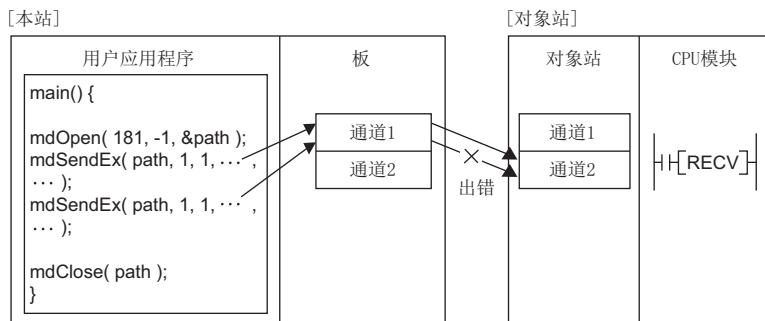 [本站]
[对象站]
用户应用程序
板
对象站
CPU模块
main() {
mdOpen( 181, -1, &path );
mdSendEx( path, 1, 1, ··· ,
··· );
mdSendEx( path, 1, 1, ··· ,
··· );
mdClose( path );
}
通道1
通道2
出错
通道1
通道2
RECV